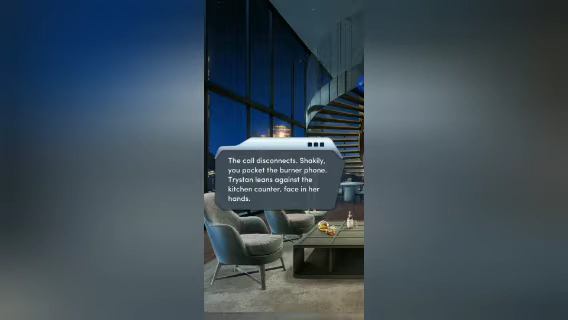 The call disconnects. Shakily,
you pocket the burner phone.
Trystan leans against the
kitchen counter, face in her
hands.